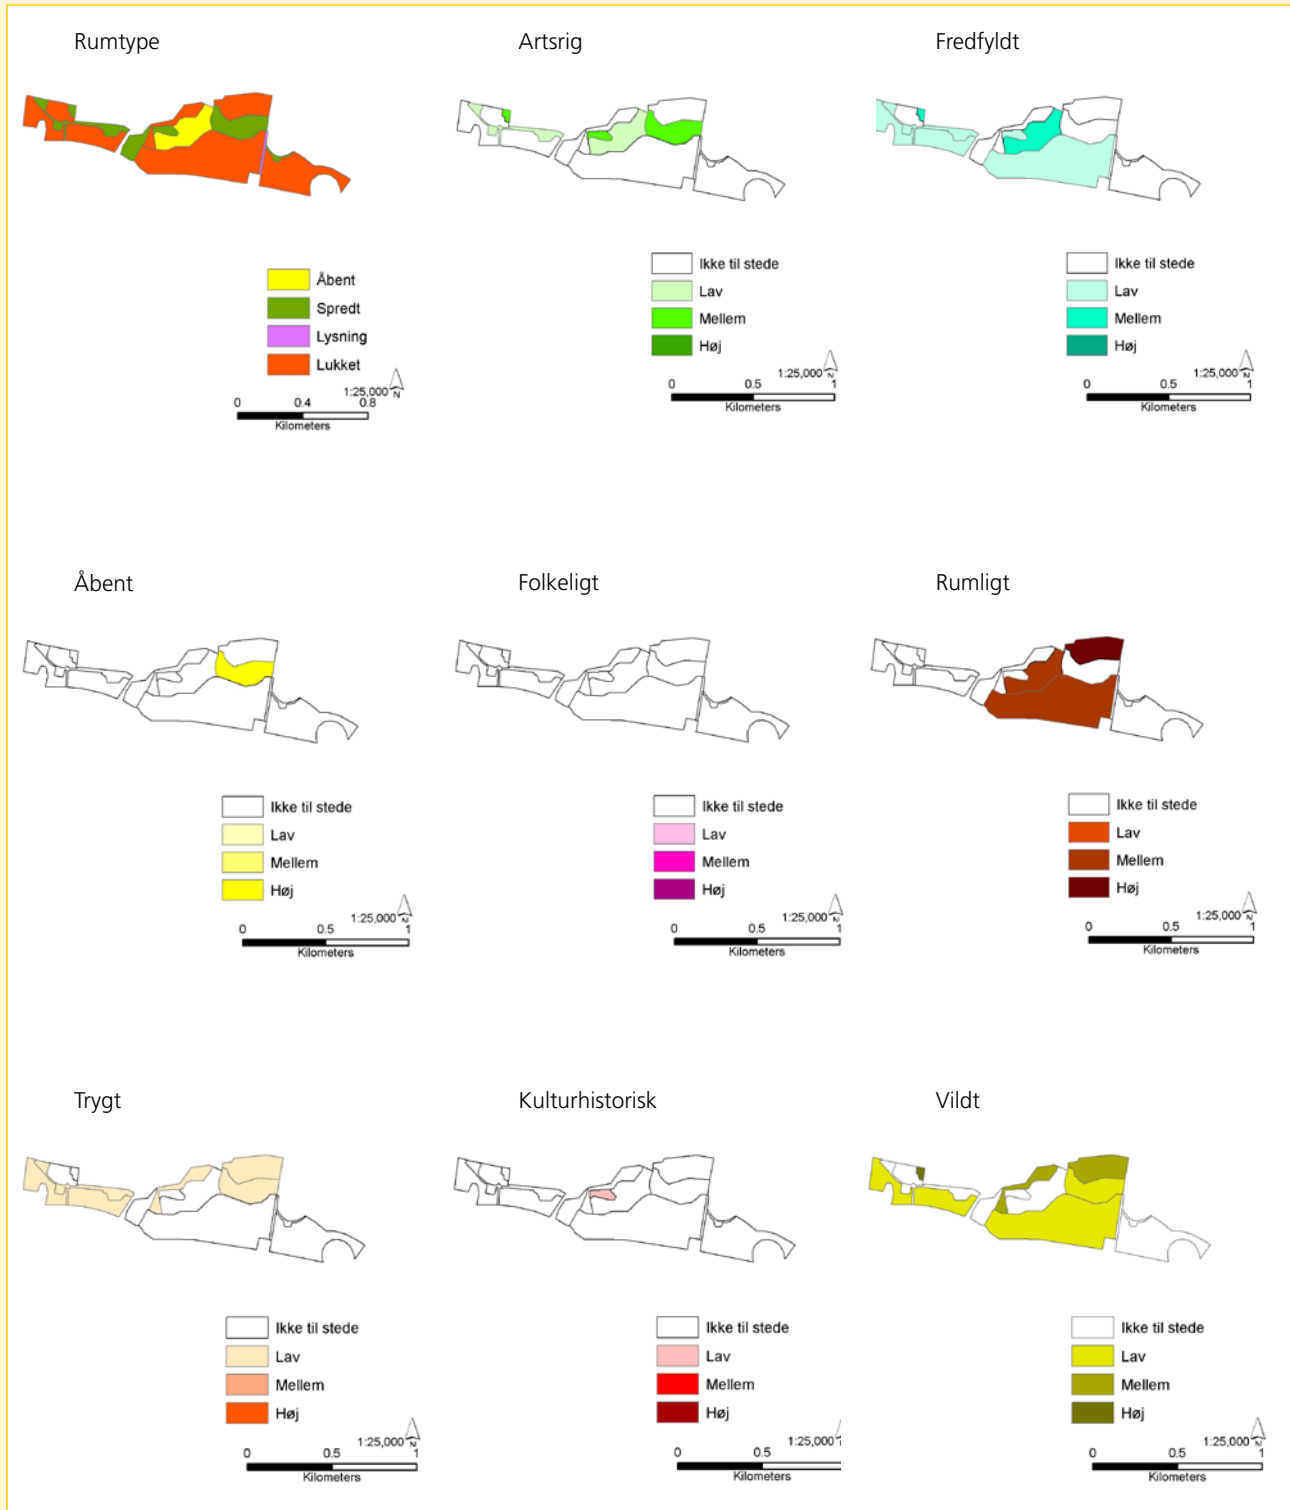 Rumtype
Åbent
Spredt
Lysning
Lukket
1:25,000
N
0 0.4 0.8
Kilometers
Artsrig
Ikke til stede
Lav
Mellem
Høj
1:25,000
N
0 0.5 1
Kilometers
Fredfyldt
Ikke til stede
Lav
Mellem
Høj
1:25,000
N
0 0.5 1
Kilometers
Åbent
Ikke til stede
Lav
Mellem
Høj
1:25,000
N
0 0.5 1
Kilometers
Folkeligt
Ikke til stede
Lav
Mellem
Høj
1:25,000
N
0 0.5 1
Kilometers
Rumligt
Ikke til stede
Lav
Mellem
Høj
1:25,000
N
0 0.5 1
Kilometers
Trygt
Ikke til stede
Lav
Mellem
Høj
1:25,000
N
0 0.5 1
Kilometers
Kulturhistorisk
Ikke til stede
Lav
Mellem
Høj
1:25,000
0 0.5
Kilometers
Vildt
Ikke til stede
Lav
Mellem
Høj
1:25,000
N
0 0.5 1
Kilometers